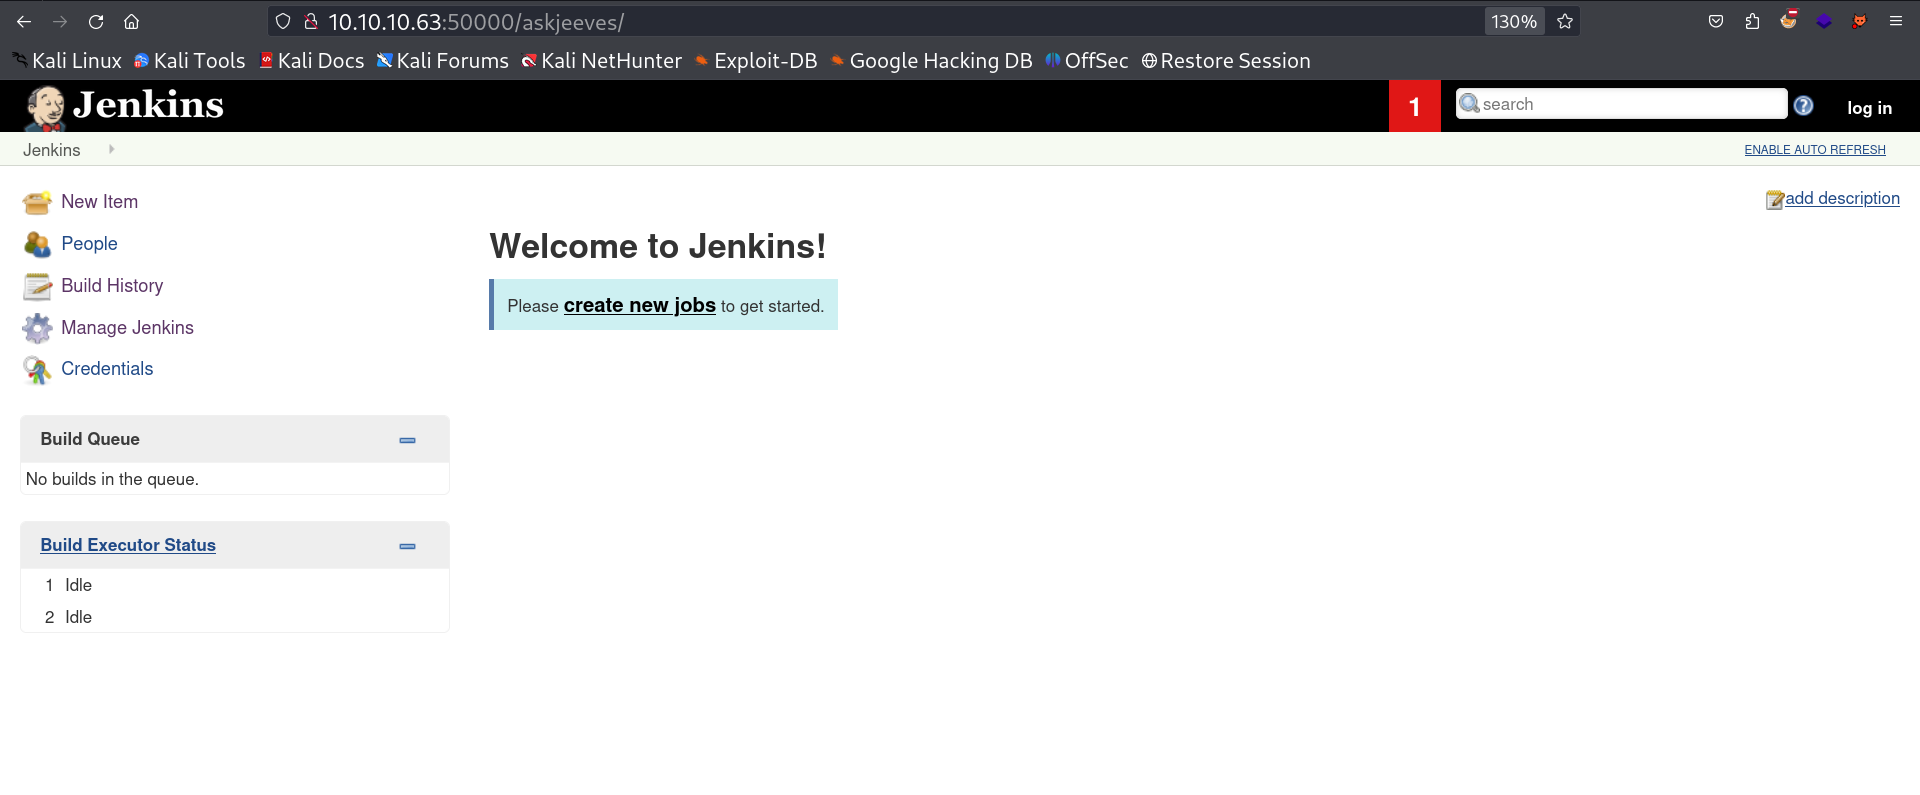 10.10.10.63:50000/askjeeves/
130%
Kali Linux Kali Tools Kali Docs Kali Forums Kali NetHunter Exploit-DB Google Hacking DB OffSec Restore Session
Jenkins
1
search
?
log in
Jenkins
ENABLE AUTO REFRESH
New Item
People
Build History
Manage Jenkins
Credentials
add description
Welcome to Jenkins!
Please create new jobs to get started.
Build Queue
No builds in the queue.
Build Executor Status
1 Idle
2 Idle